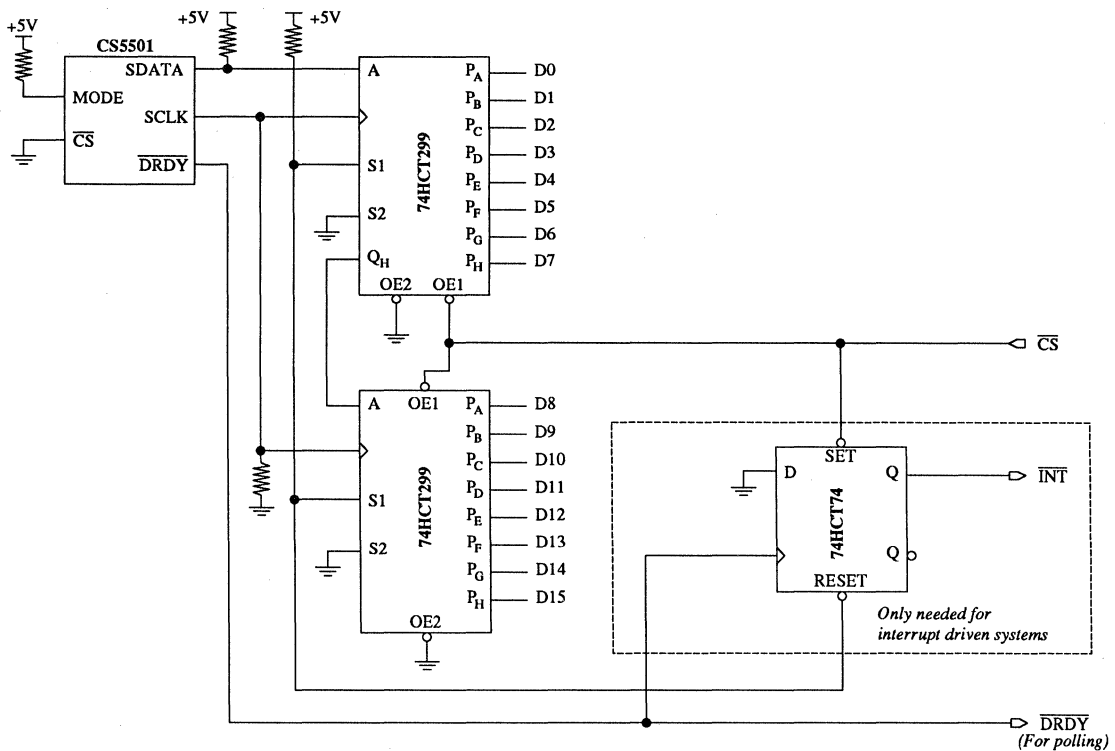 +5V
+5V
+5V
CS5501
SDATA
MODE
SCLK
CS
DRDY
A
S1
S2
QH
OE2
OE1
74HCT299
PA
PB
PC
PD
PE
PF
PG
PH
D0
D1
D2
D3
D4
D5
D6
D7
CS
A
OE1
S1
S2
OE2
74HCT299
PA
PB
PC
PD
PE
PF
PG
PH
D8
D9
D10
D11
D12
D13
D14
D15
SET
D
Q
74HCT74
Q
RESET
INT
Only needed for
interrupt driven systems
DRDY
(For polling)